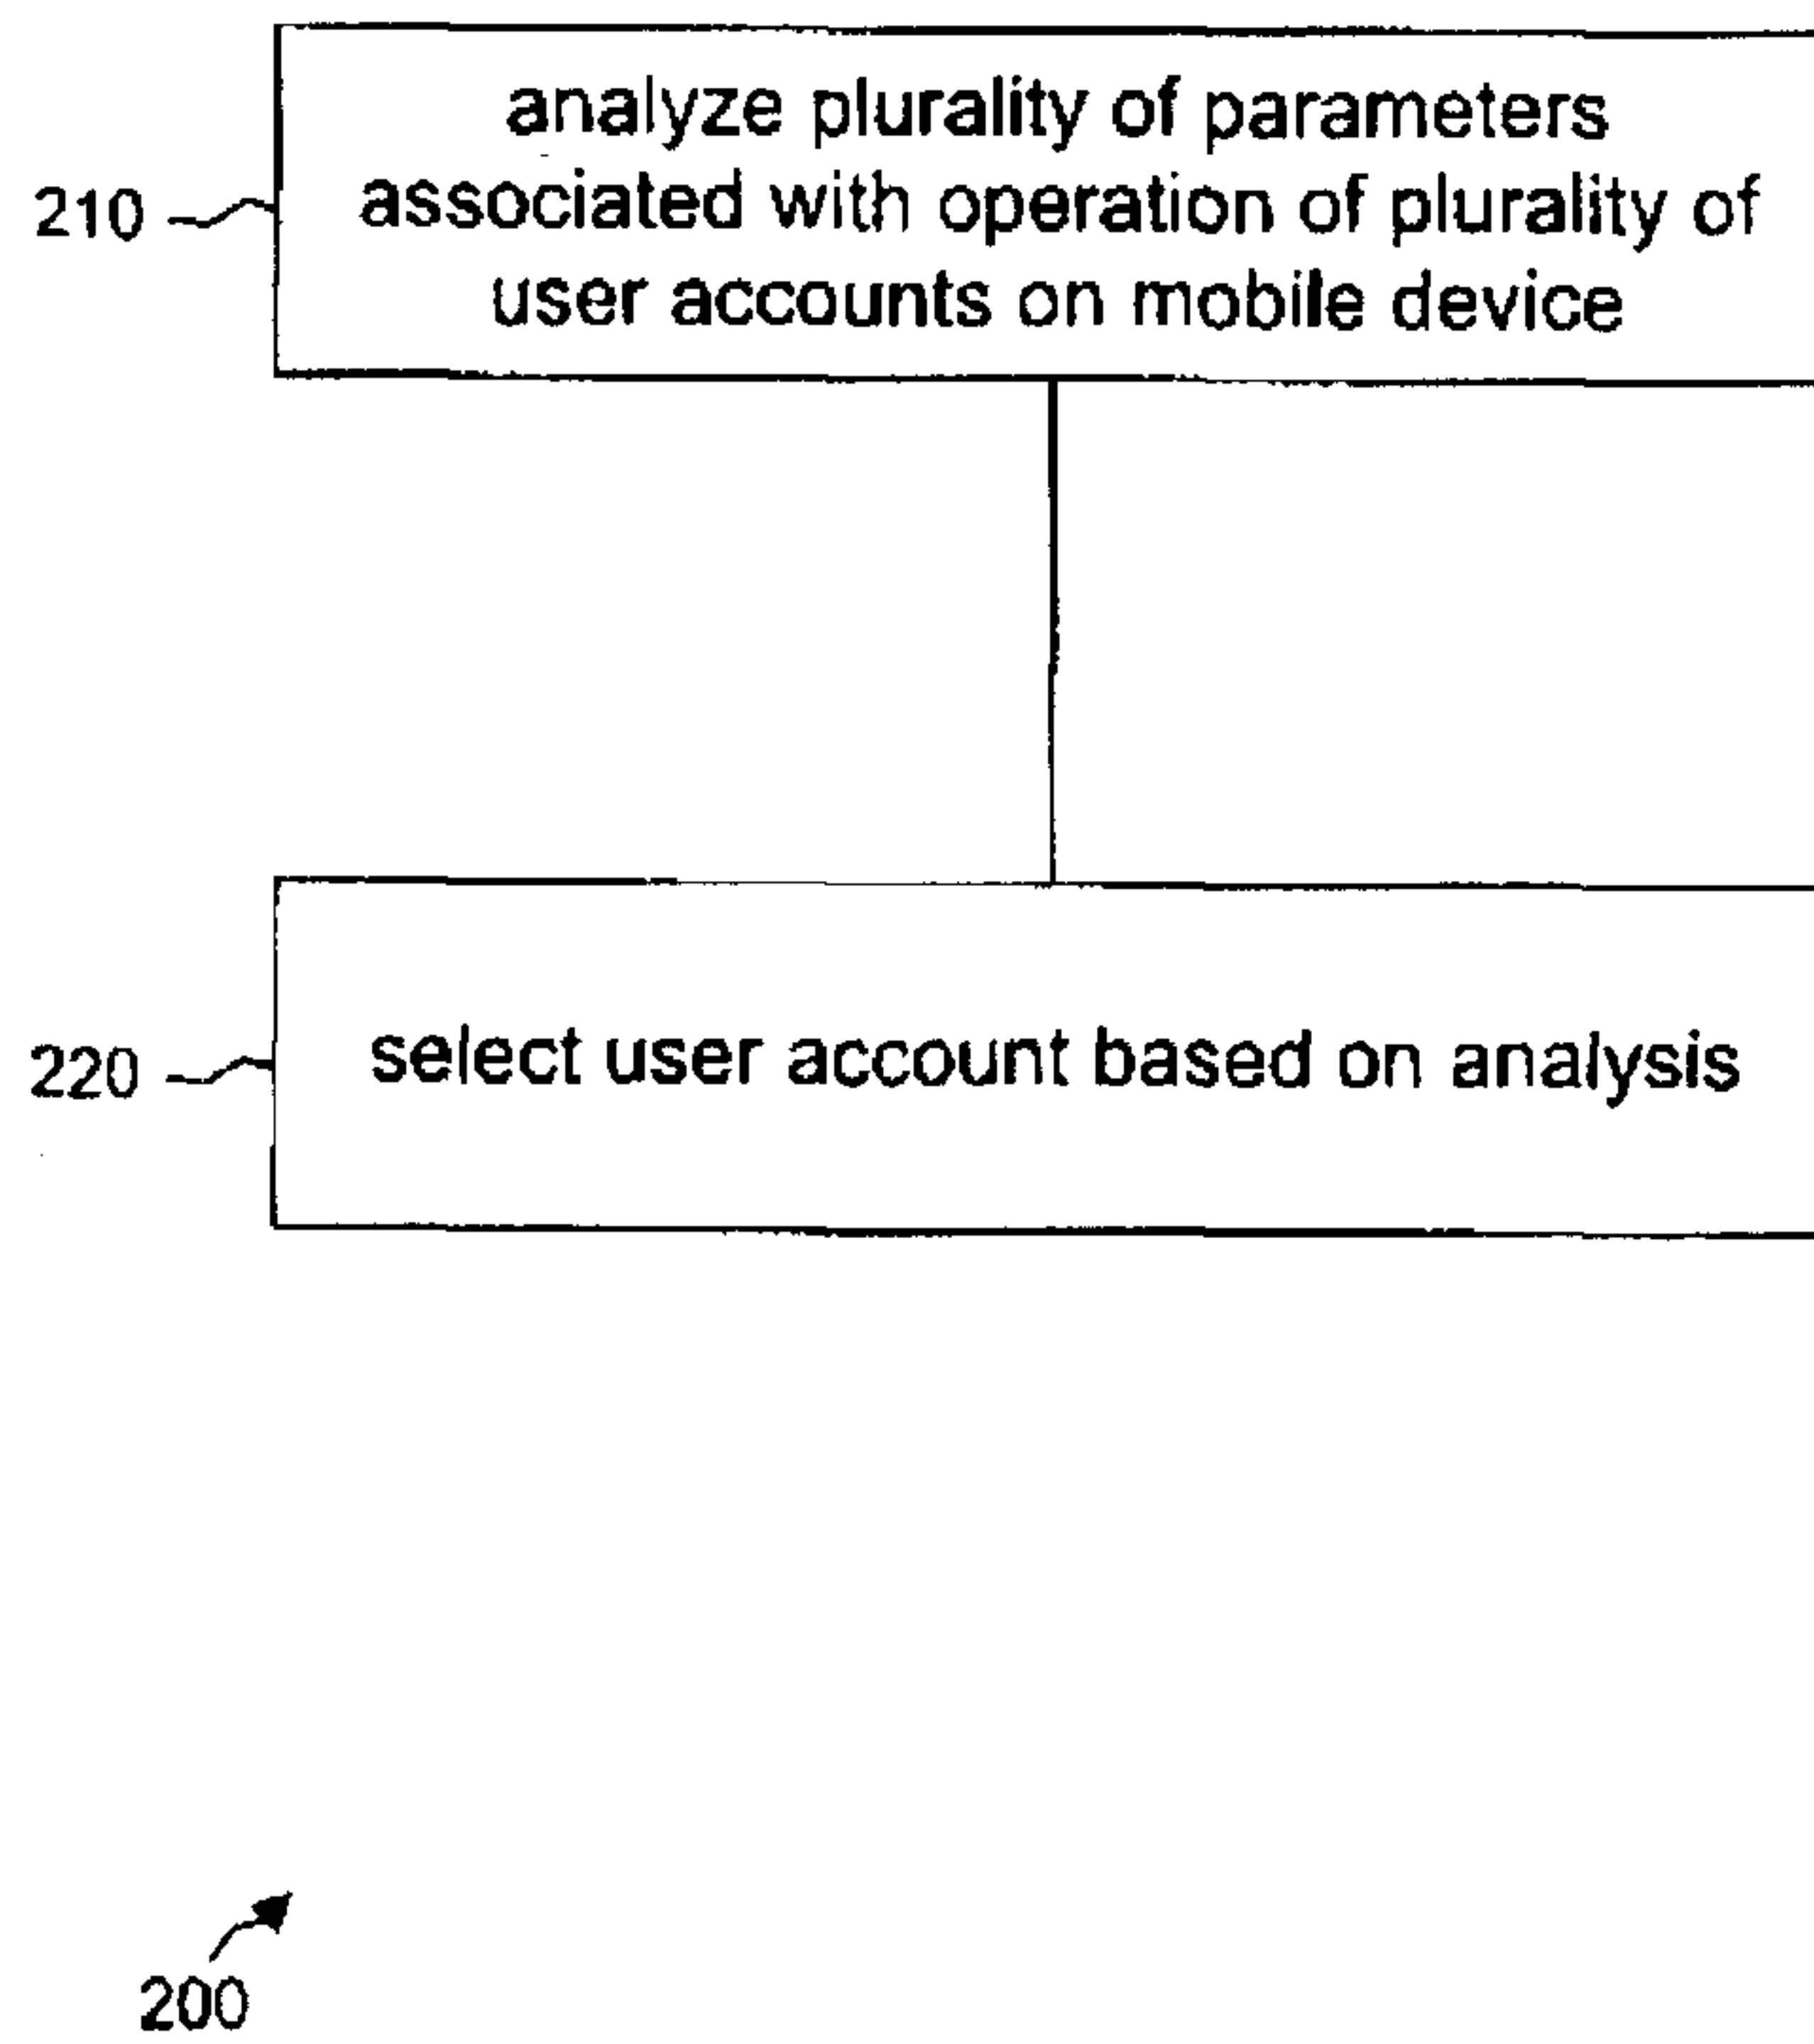 analyze plurality of parameters
associated with operation of plurality of
user accounts on mobile device
210
select user account based on analysis
220
200